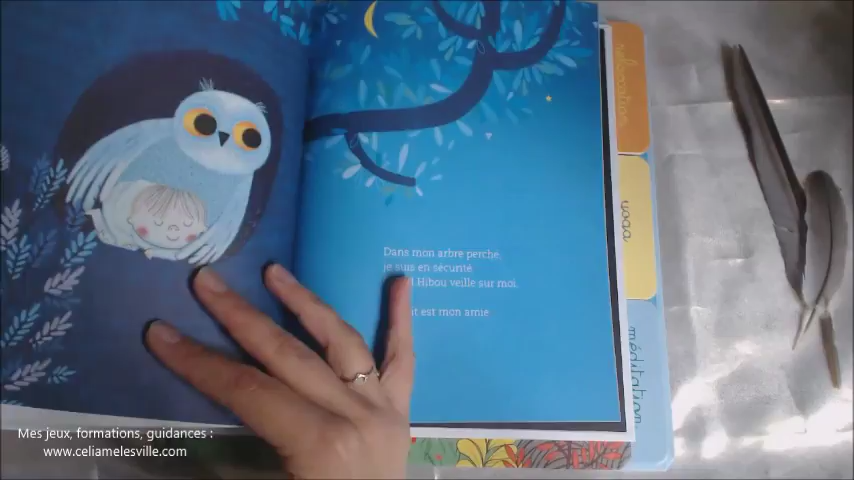 Dans mon arbre perché,
je suis en sécurité
Hibou veille sur moi.
est mon amie
relaxation
yoga
méditation
Mes jeux, formations, guidances :
www.celiamelesville.com